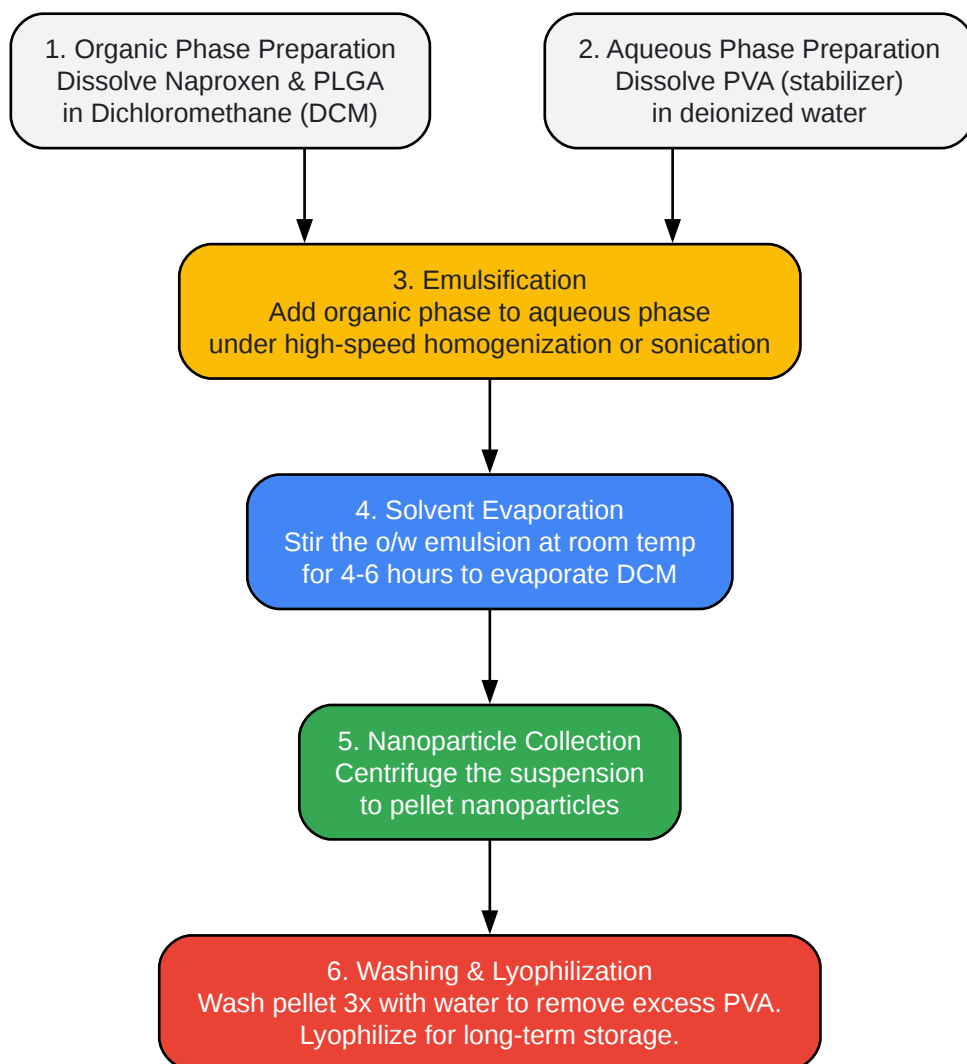 1. Organic Phase Preparation
Dissolve Naproxen & PLGA
in Dichloromethane (DCM)
2. Aqueous Phase Preparation
Dissolve PVA (stabilizer)
in deionized water
3. Emulsification
Add organic phase to aqueous phase
under high-speed homogenization or sonication
4. Solvent Evaporation
Stir the o/w emulsion at room temp
for 4-6 hours to evaporate DCM
5. Nanoparticle Collection
Centrifuge the suspension
to pellet nanoparticles
6. Washing & Lyophilization
Wash pellet 3x with water to remove excess PVA.
Lyophilize for long-term storage.